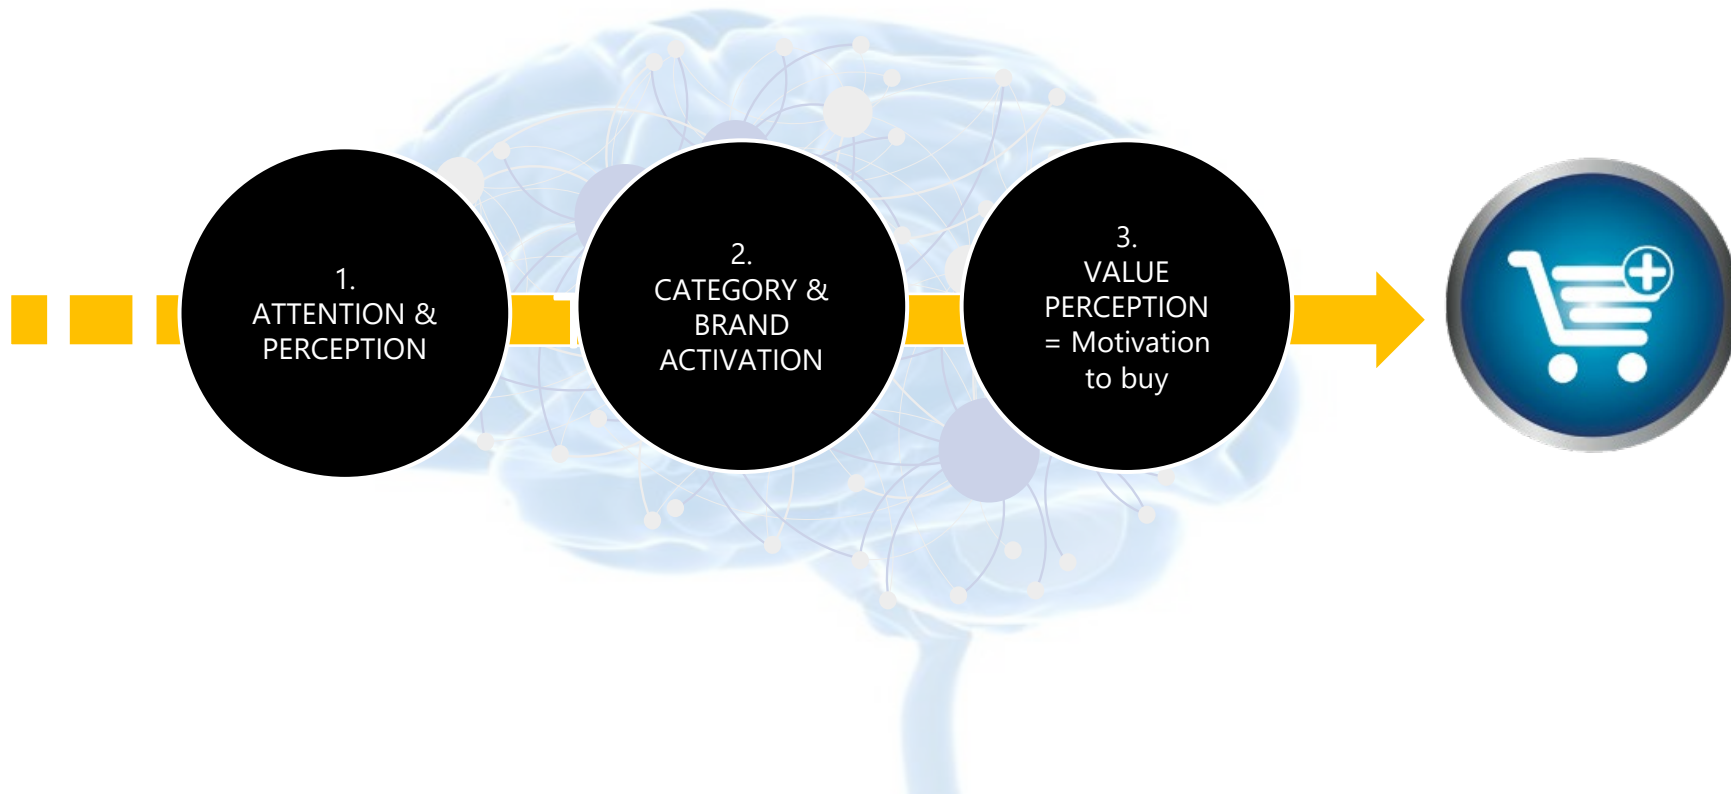 1.
ATTENTION &
PERCEPTION
2.
CATEGORY &
BRAND
ACTIVATION
3.
VALUE
PERCEPTION
= Motivation
to buy